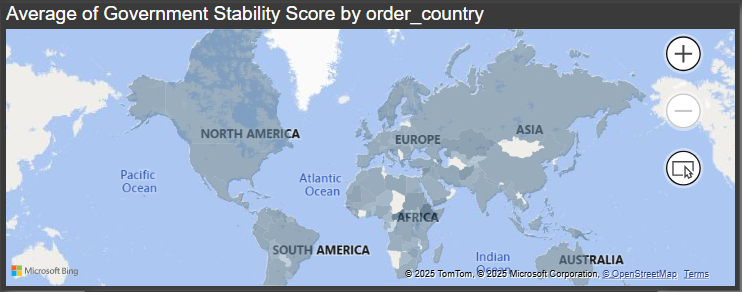 Average of Government Stability Score by order_country
NORTH AMERICA
EUROPE
ASIA
Pacific
Ocean
Atlantic
Ocean
AFRICA
SOUTH AMERICA
Indian
Ocean
AUSTRALIA
Microsoft Bing
© 2025 TomTom, © 2025 Microsoft Corporation, © OpenStreetMap Terms